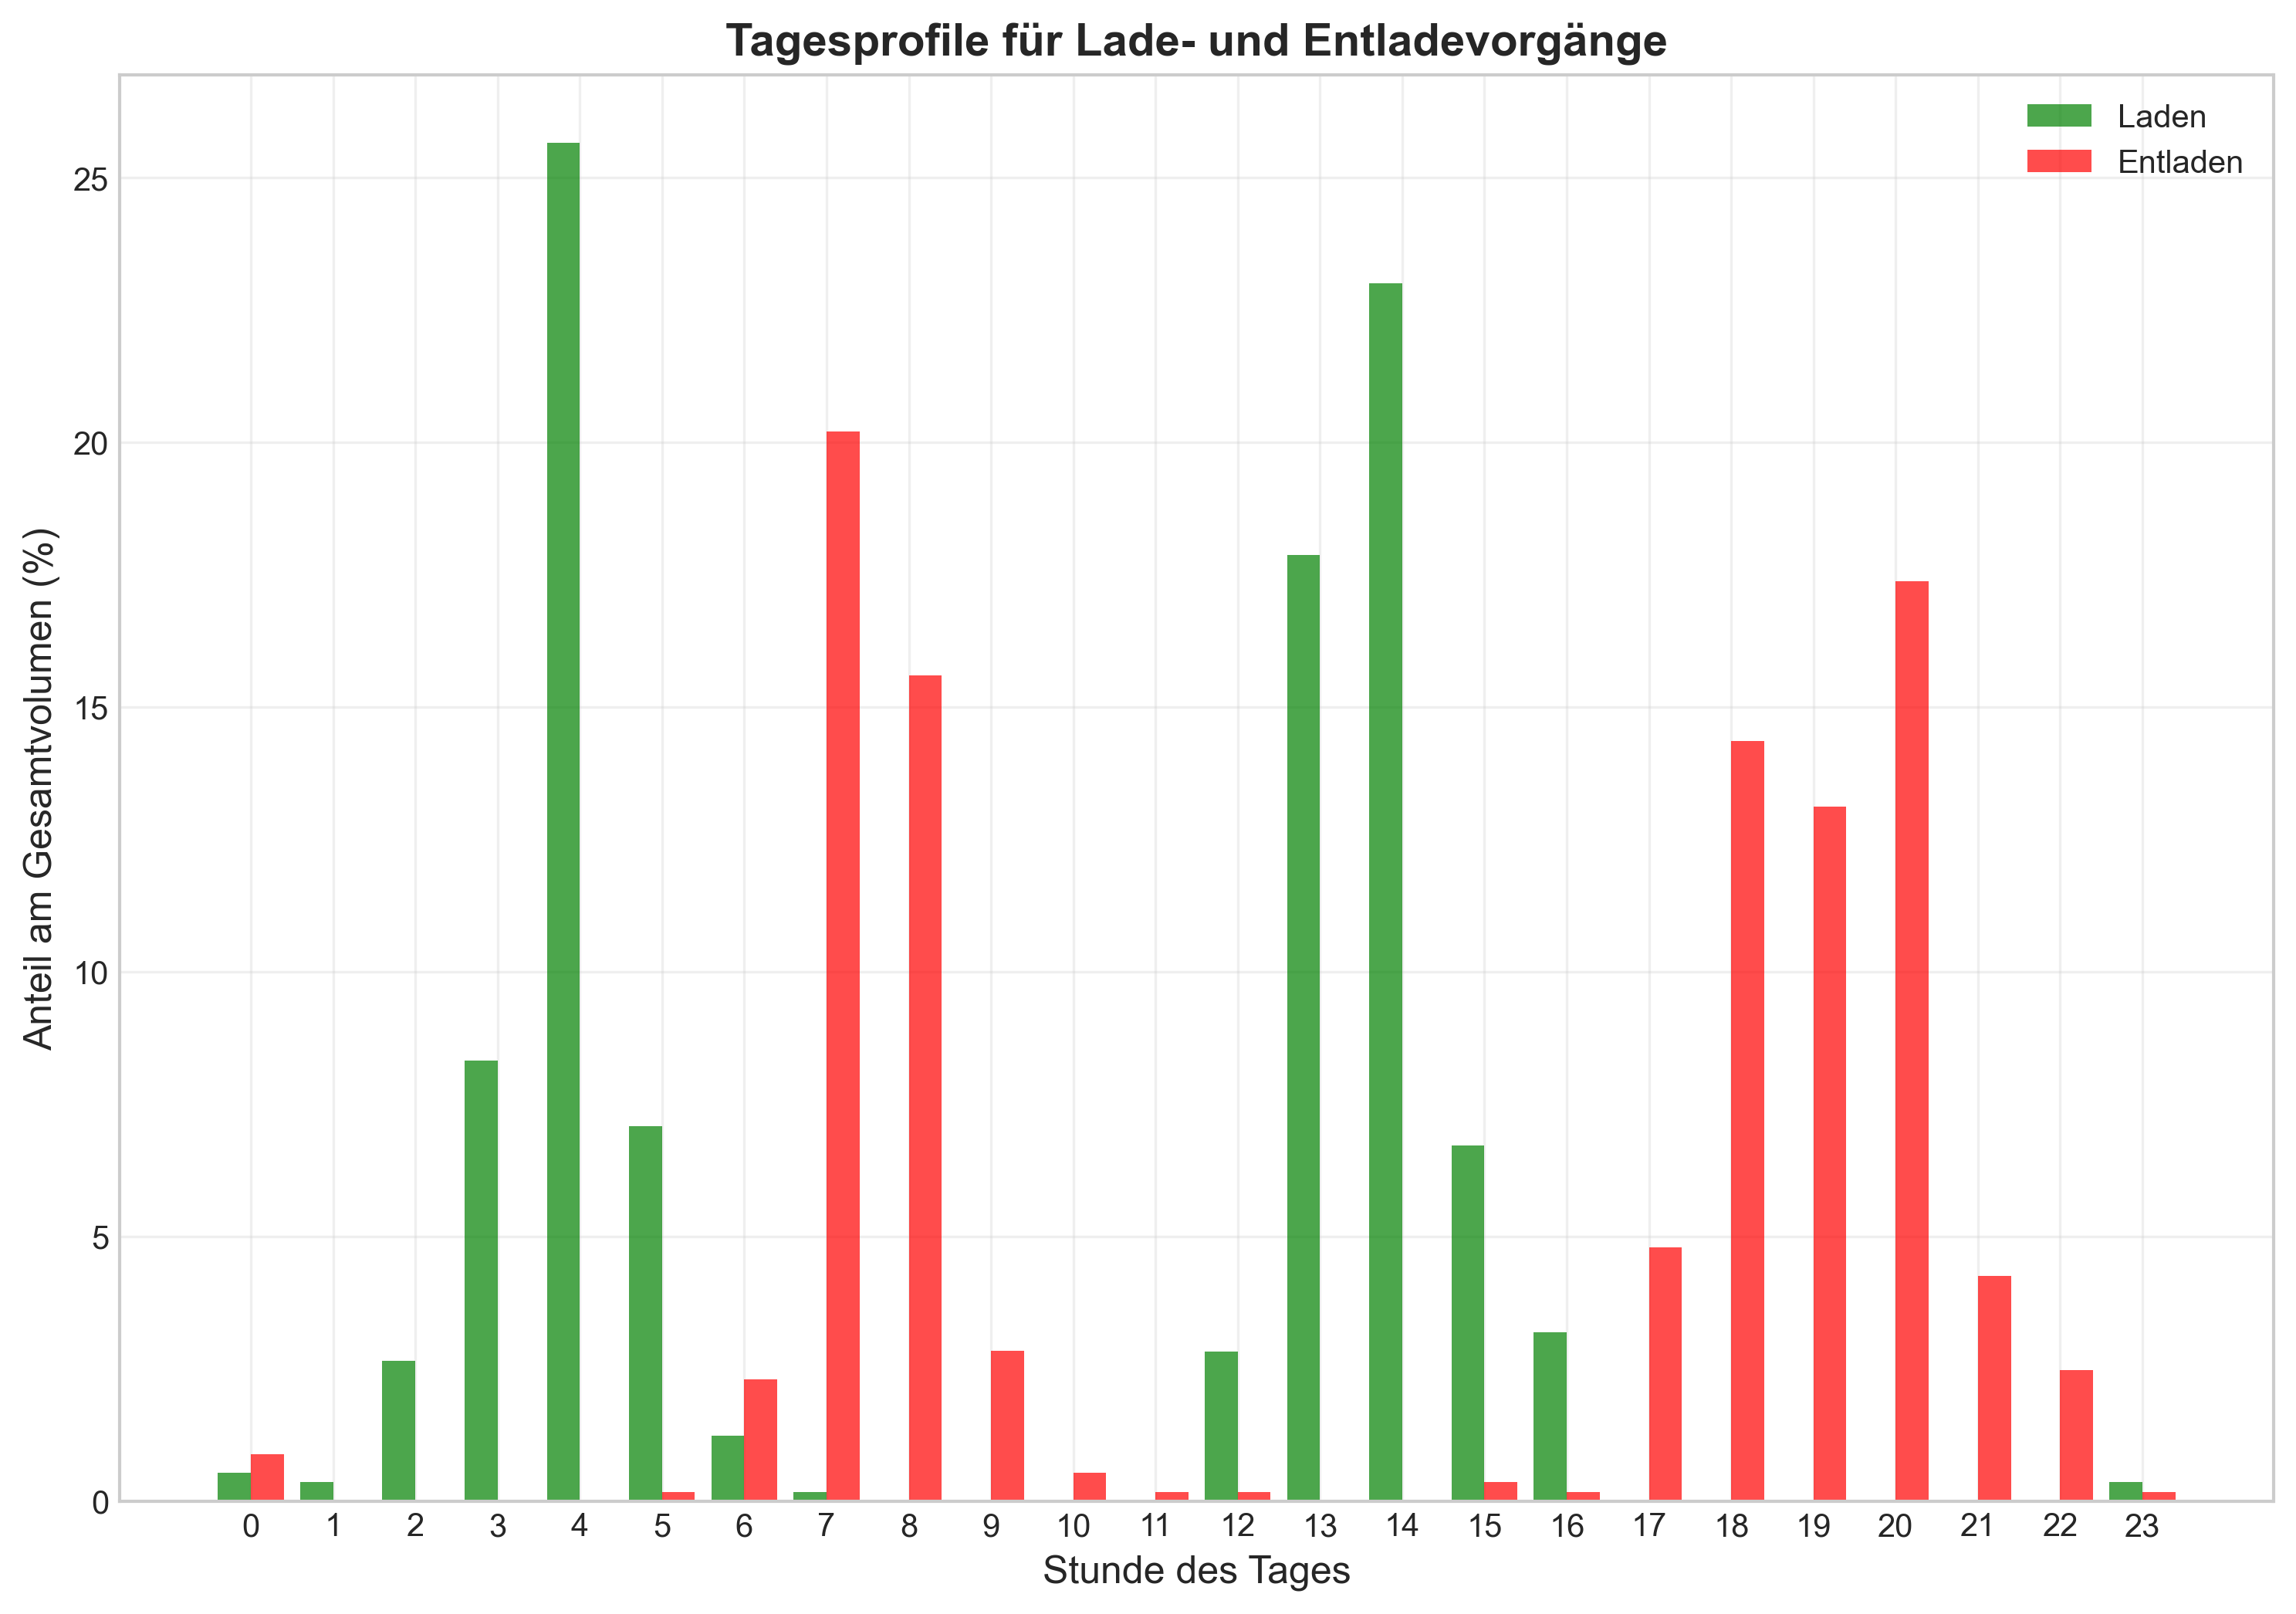 Tagesprofile für Lade- und Entladevorgänge
Laden
Entladen
Anteil am Gesamtvolumen (%)
25
20
15
10
5
0
0 1 2 3 4 5 6 7 8 9 10 11 12 13 14 15 16 17 18 19 20 21 22 23
Stunde des Tages